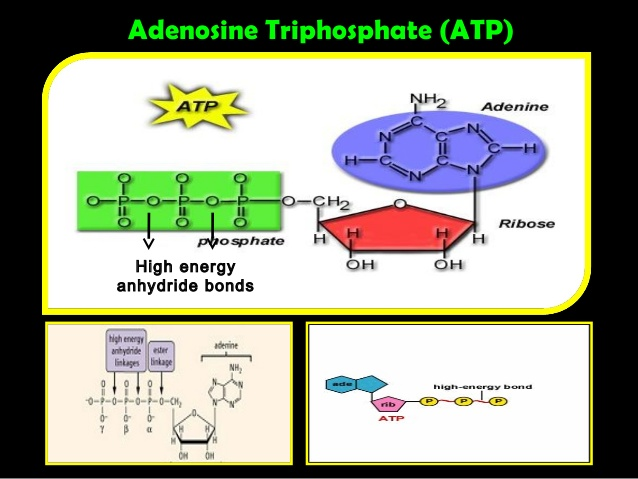 Adenosine Triphosphate (ATP)
ATP
NH2
Adenine
N
C
C
N
C
H
H
C
C
N
N
O
O
O
O
P
O
P
O
P
O
CH2
O
O
O
O
H
H
H
H
Ribose
phosphate
OH
OH
High energy
anhydride bonds
high energy
anhydride
linkages
ester
linkage
adenine
NH2
N
N
N
N
O
O
O
⁻O
P
O
P
O
P
O
CH2
O
O⁻
O⁻
O⁻
γ
β
α
OH
OH
ade
high-energy bond
rib
P
P
P
ATP